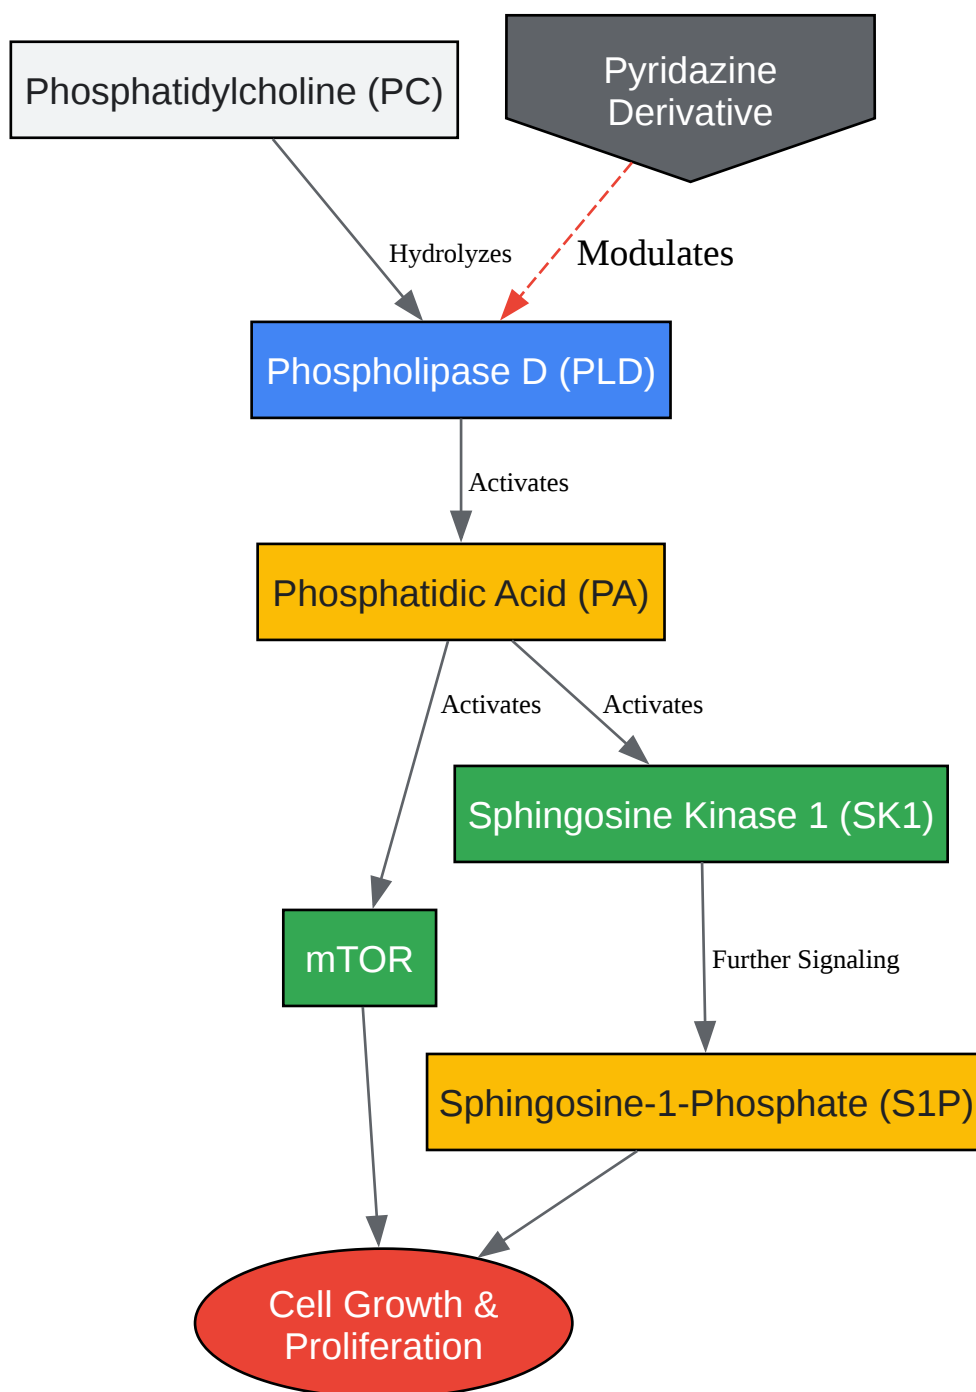 Phosphatidylcholine (PC)
Pyridazine
Derivative
Hydrolyzes
Modulates
Phospholipase D (PLD)
Activates
Phosphatidic Acid (PA)
Activates
Activates
Sphingosine Kinase 1 (SK1)
mTOR
Further Signaling
Sphingosine-1-Phosphate (S1P)
Cell Growth &
Proliferation